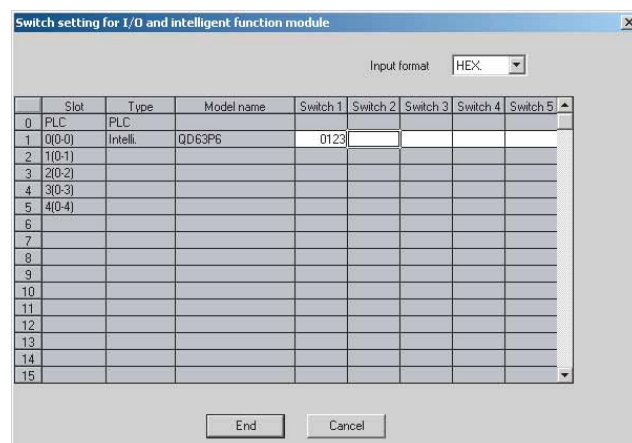 Switch setting for I/O and intelligent function module
Input format HEX.
Slot Type Model name Switch 1 Switch 2 Switch 3 Switch 4 Switch 5
0 PLC PLC
1 0(0-0) Intelli. QD63P6 0123
2 1(0-1)
3 2(0-2)
4 3(0-3)
5 4(0-4)
6
7
8
9
10
11
12
13
14
15
End Cancel